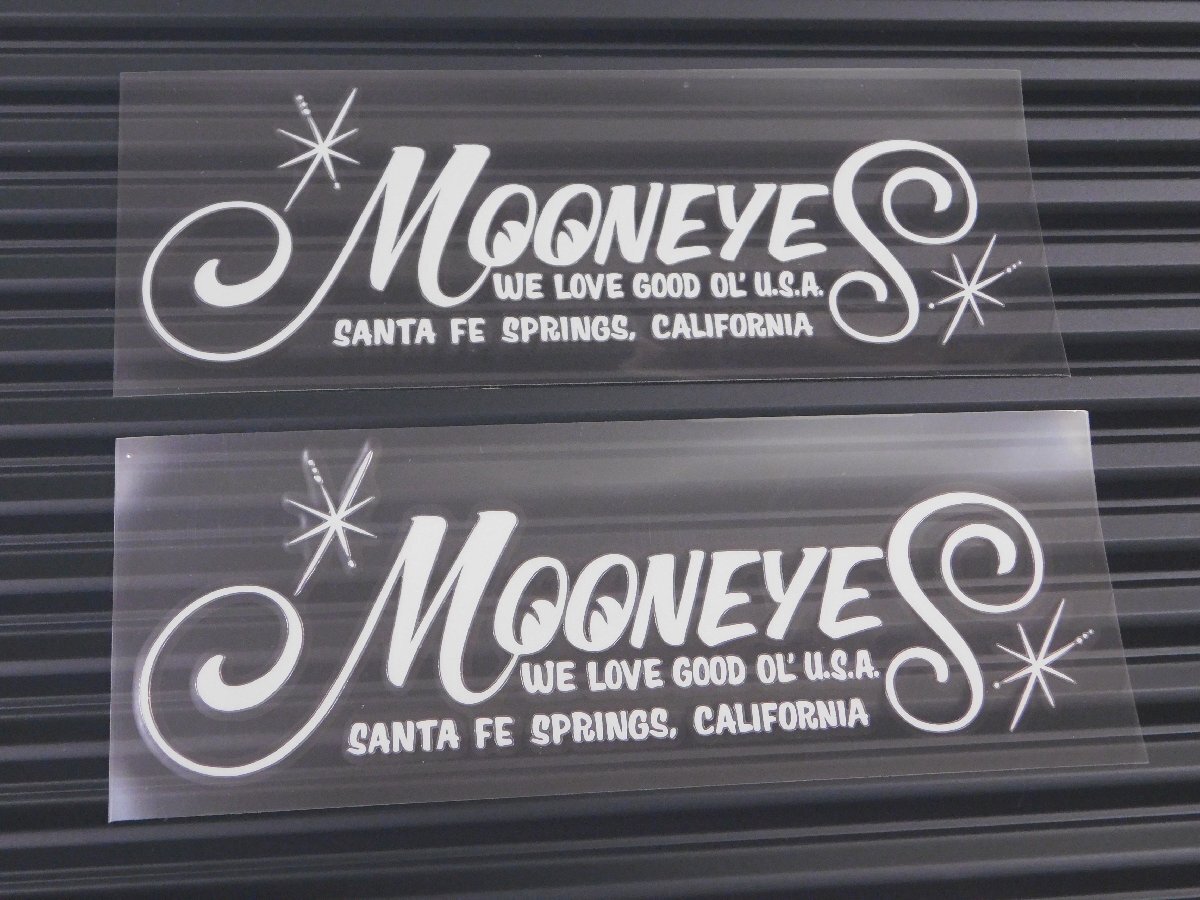 MOONEYES
WE LOVE GOOD OL' U.S.A.
SANTA FE SPRINGS, CALIFORNIA
MOONEYES
WE LOVE GOOD OL' U.S.A.
SANTA FE SPRINGS, CALIFORNIA